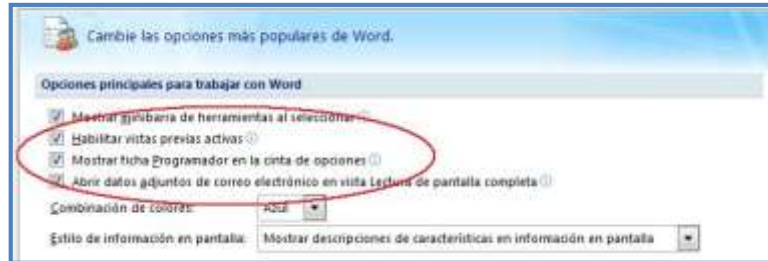 Cambie las opciones más populares de Word.
Opciones principales para trabajar con Word
Mostrar minibarra de herramientas al seleccionar
Habilitar vistas previas activas
Mostrar ficha Programador en la cinta de opciones
Abrir datos adjuntos de correo electrónico en vista Lectura de pantalla completa
Combinación de colores: Azul
Estilo de información en pantalla: Mostrar descripciones de características en información en pantalla